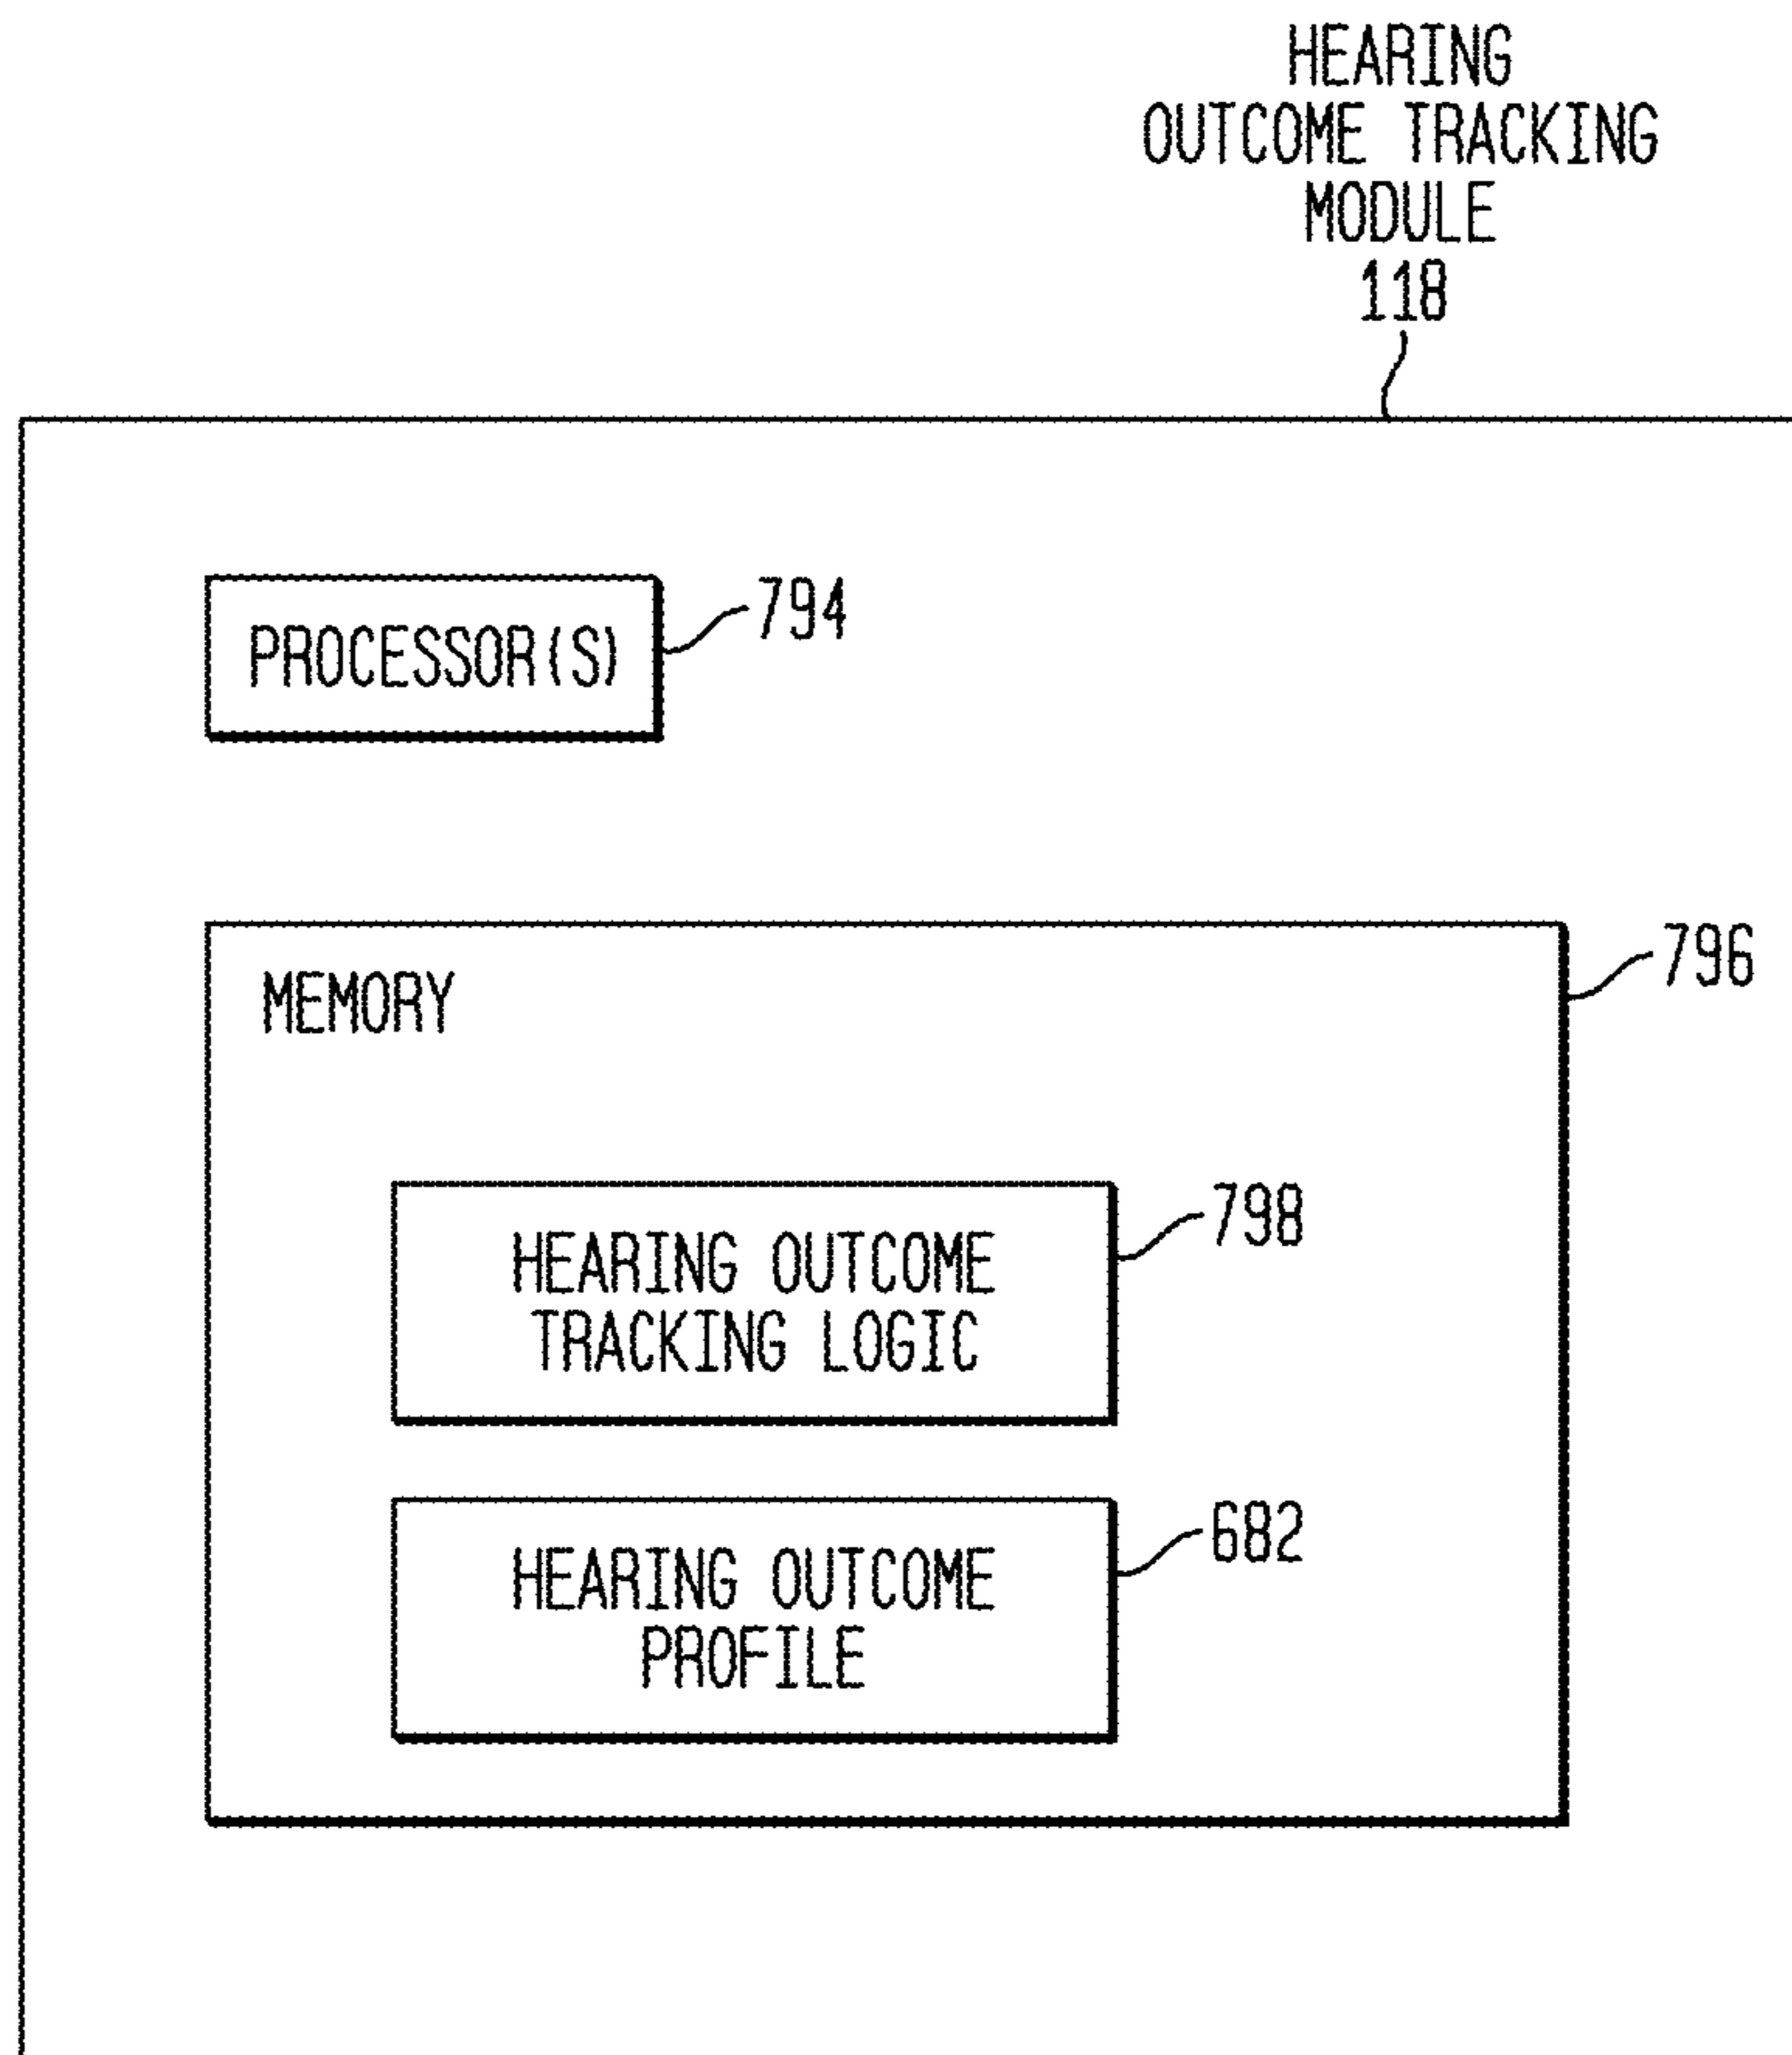 HEARING
OUTCOME TRACKING
MODULE
118
PROCESSOR(S)
794
MEMORY
796
HEARING OUTCOME
TRACKING LOGIC
798
HEARING OUTCOME
PROFILE
682